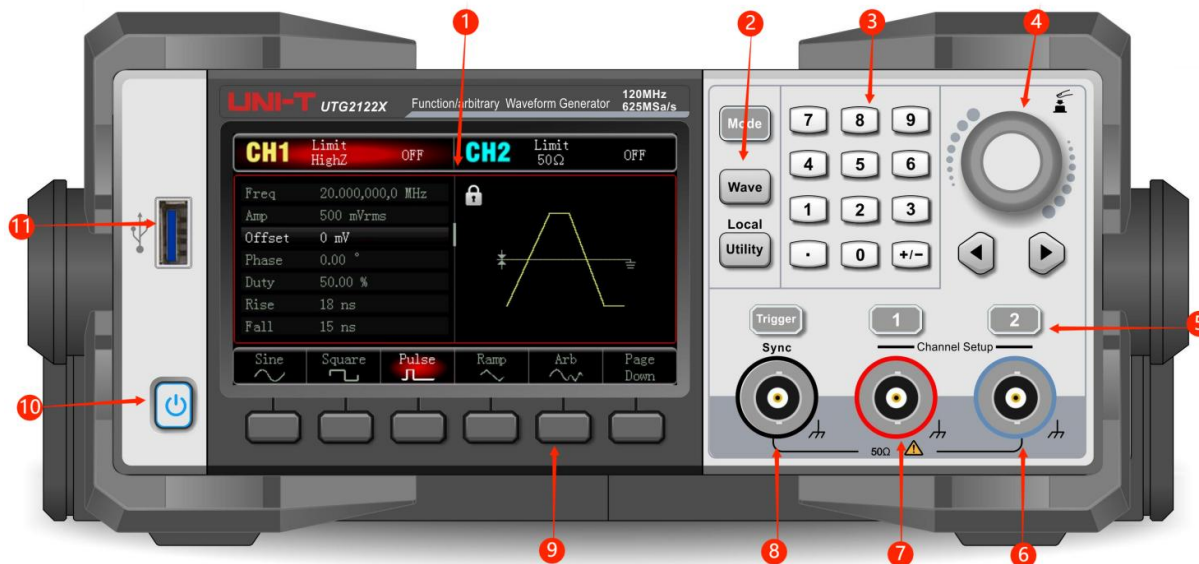 1
2
3
4
UNI-T UTG2122X Function/arbitrary Waveform Generator 120MHz 625MSa/s
CH1 Limit HighZ OFF CH2 Limit 50Ω OFF
Freq 20.000,000,0 MHz
Amp 500 mVrms
Offset 0 mV
Phase 0.00 °
Duty 50.00 %
Rise 18 ns
Fall 15 ns
Sine Square Pulse Ramp Arb Page Down
Mode
Wave
Local
Utility
7 8 9
4 5 6
1 2 3
. 0 +/-
Trigger 1 2
Sync Channel Setup
50Ω
5
11
10
9
8
7
6